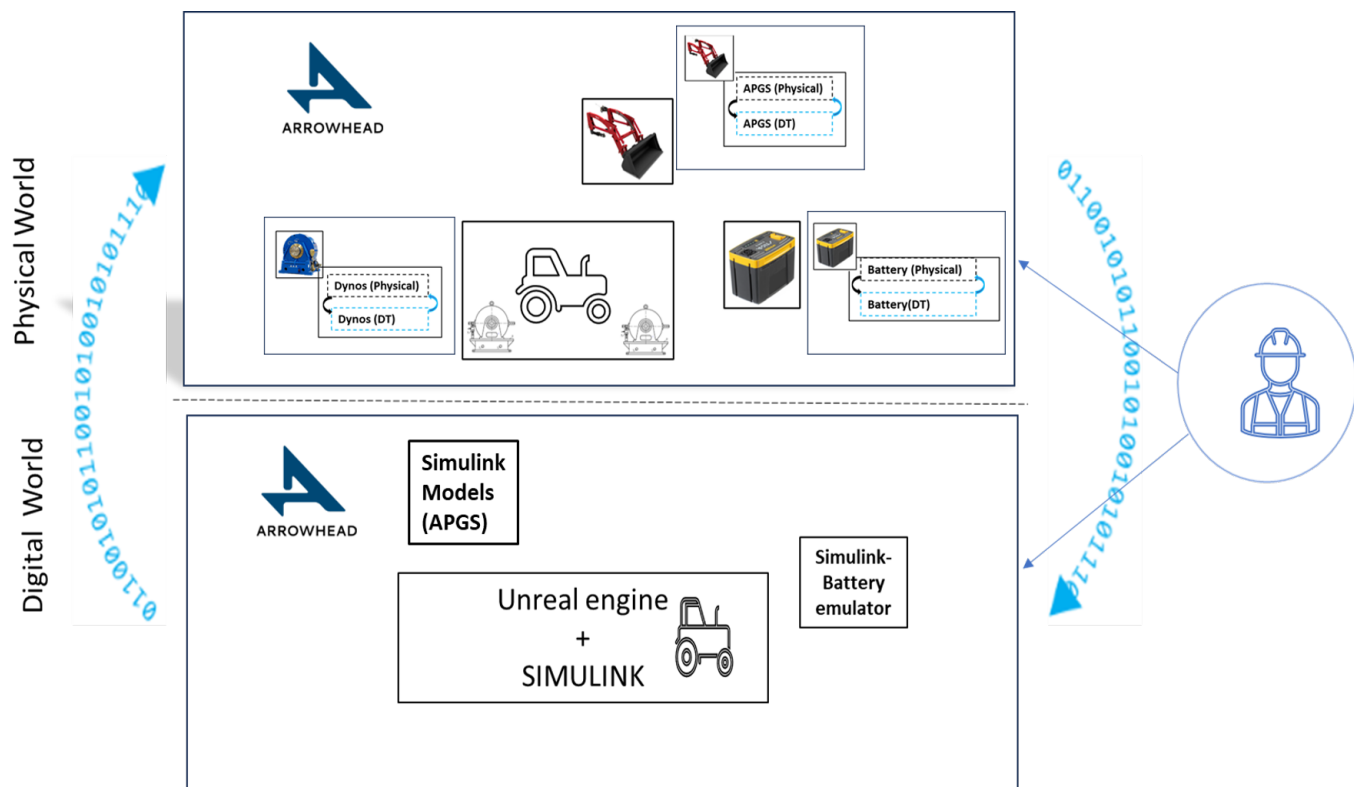 Physical World
Digital World
ARROWHEAD
APGS (Physical)
APGS (DT)
Dynos (Physical)
Dynos (DT)
Battery (Physical)
Battery(DT)
ARROWHEAD
Simulink
Models
(APGS)
Simulink-
Battery
emulator
Unreal engine
+
SIMULINK